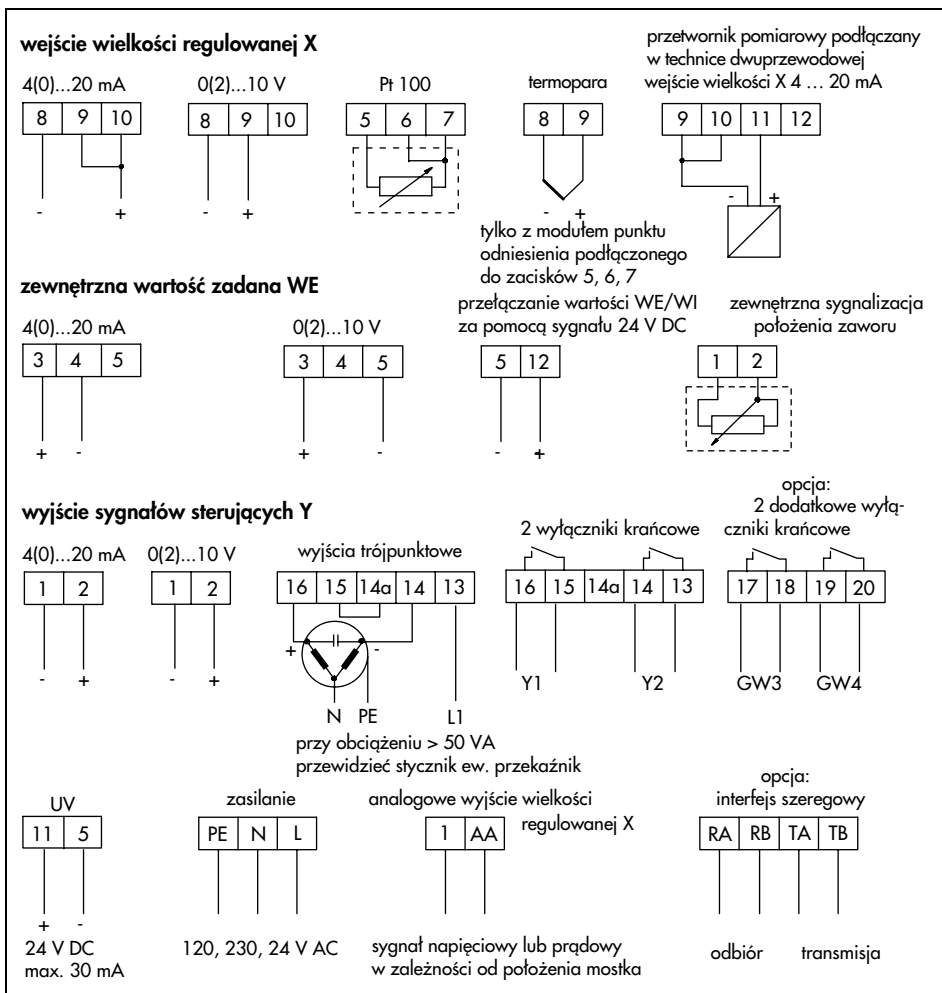 wejście wielkości regulowanej X
przetwornik pomiarowy podłączany
w technice dwuprzewodowej
wejście wielkości X 4 ... 20 mA
4(0)...20 mA
0(2)...10 V
Pt 100
termopara
8 9 10
8 9 10
5 6 7
8 9
9 10 11 12
- +
- +
- +
- +
tylko z modułem punktu
odniesienia podłączonego
do zacisków 5, 6, 7
zewnętrzna wartość zadana WE
4(0)...20 mA
0(2)...10 V
przełączanie wartości WE/WI
za pomocą sygnału 24 V DC
zewnętrzna sygnalizacja
położenia zaworu
3 4 5
3 4 5
5 12
1 2
+ -
+ -
- +
wyjście sygnałów sterujących Y
4(0)...20 mA
0(2)...10 V
wyjścia trójpunktowe
2 wyłączniki krańcowe
opcja:
2 dodatkowe wyłą-
czniki krańcowe
1 2
1 2
16 15 14a 14 13
16 15 14a 14 13
17 18 19 20
- +
- +
+ -
N PE L1
Y1 Y2
GW3 GW4
przy obciążeniu > 50 VA
przewidzieć stycznik ew. przekaźnik
UV
11 5
+ -
24 V DC
max. 30 mA
zasilanie
PE N L
120, 230, 24 V AC
analogowe wyjście wielkości
regulowanej X
1 AA
sygnał napięciowy lub prądowy
w zależności od położenia mostka
opcja:
interfejs szeregowy
RA RB TA TB
odbiór transmisja